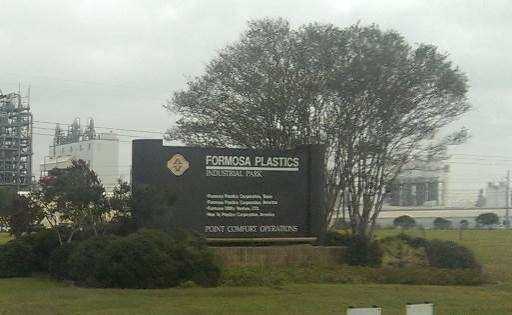 FORMOSA PLASTICS
INDUSTRIAL PARK
Formosa Plastics Corporation, Texas
Formosa Plastics Corporation, America
Formosa Utility Venture, LTD.
Nan Ya Plastics Corporation, America
POINT COMFORT OPERATIONS